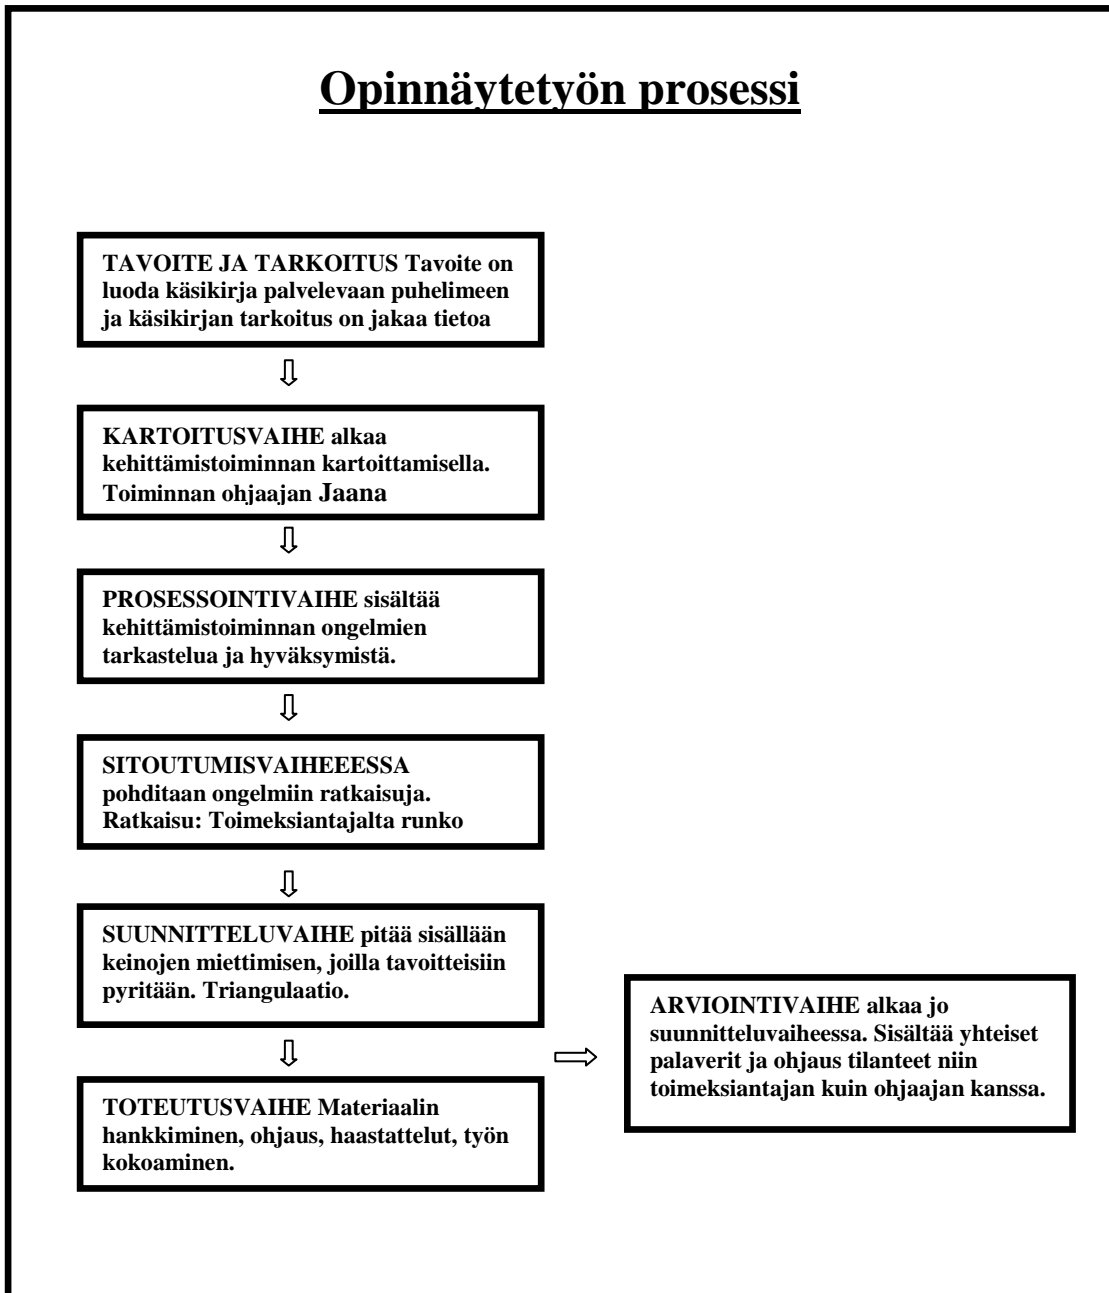 Opinnäytetyön prosessi
TAVOITE JA TARKOITUS Tavoite on
luoda käsikirja palvelevaan puhelimeen
ja käsikirjan tarkoitus on jakaa tietoa
KARTOITUSVAIHE alkaa
kehittämistoiminnan kartoittamisella.
Toiminnan ohjaajan Jaana
PROSESSOINTIVAIHE sisältää
kehittämistoiminnan ongelmien
tarkastelua ja hyväksymistä.
SITOUTUMISVAIHEEESSA
pohditaan ongelmiin ratkaisuja.
Ratkaisu: Toimeksiantajalta runko
SUUNNITTELUVAIHE pitää sisällään
keinojen miettimisen, joilla tavoitteisiin
pyritään. Triangulaatio.
ARVIOINTIVAIHE alkaa jo
suunnitteluvaiheessa. Sisältää yhteiset
palaverit ja ohjaus tilanteet niin
toimeksiantajan kuin ohjaajan kanssa.
TOTEUTUSVAIHE Materiaalin
hankkiminen, ohjaus, haastattelut, työn
kokoaminen.